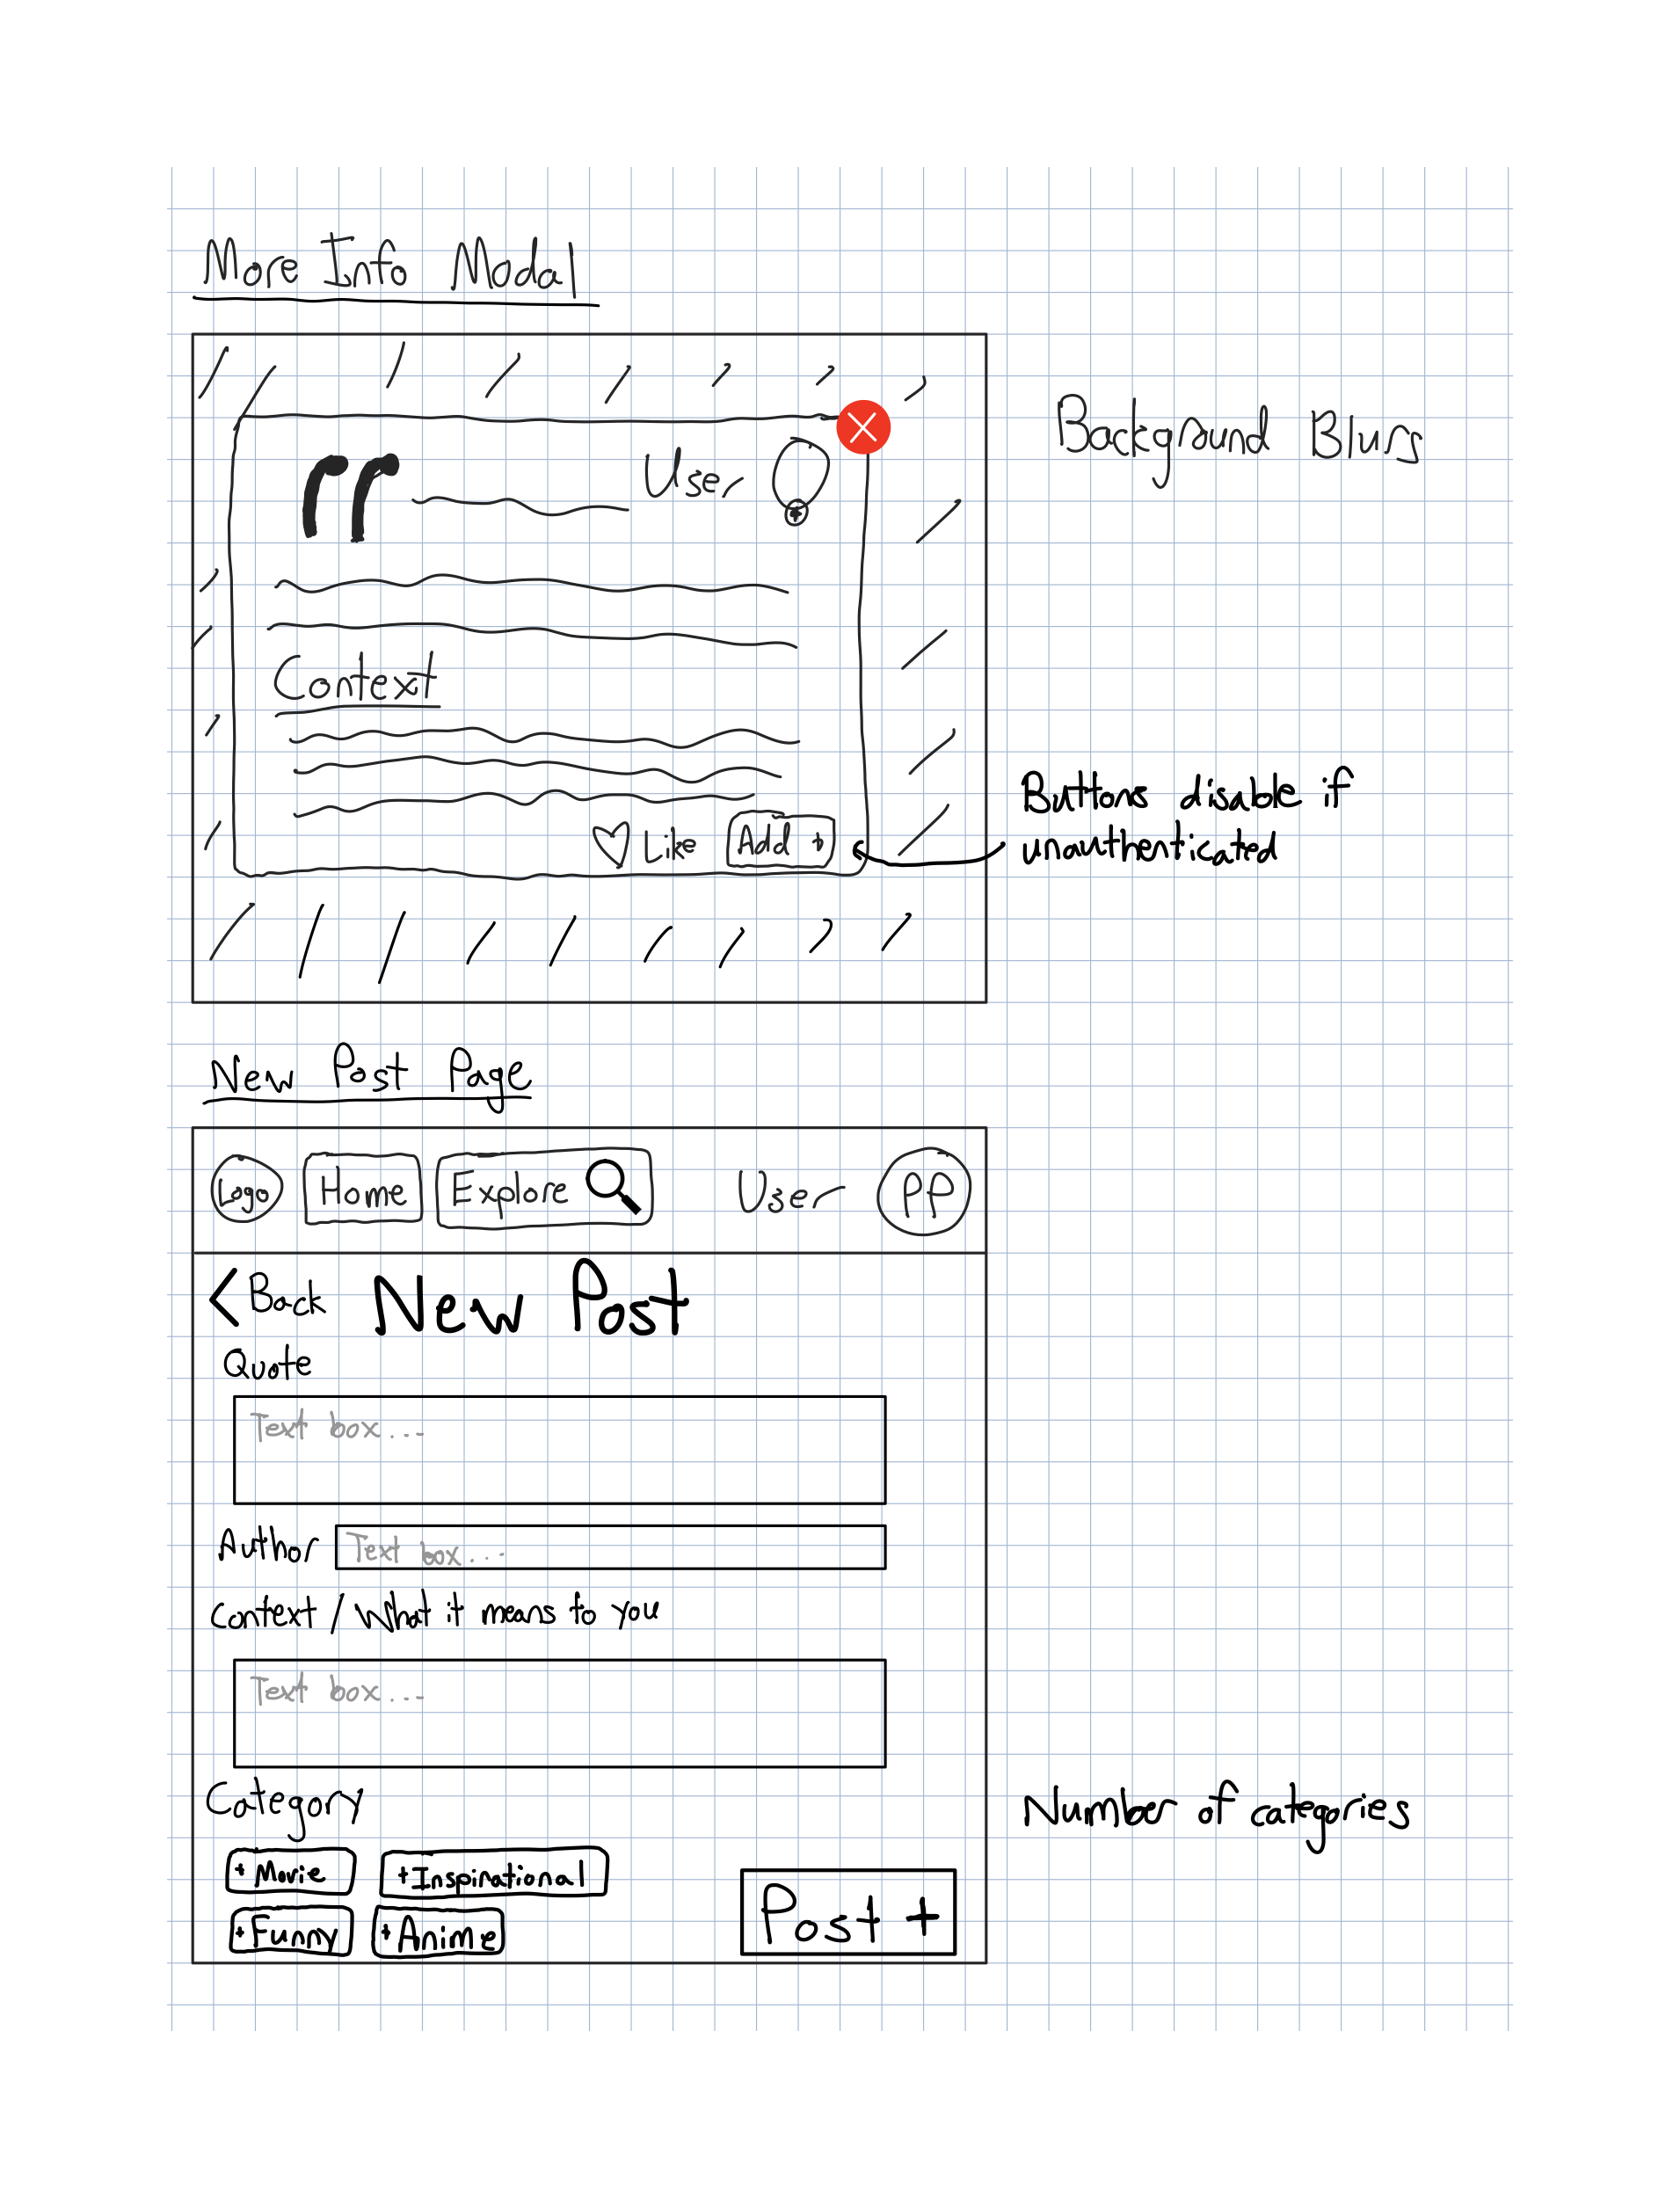 More Info Modal
Background Blurs
User
+
Context
Like Add +
Buttons disable if
unauthenticated
New Post Page
Logo Home Explore User PP
Back New Post
Quote
Text box...
Author Text box...
Context / What it means to you
Text box...
Category
Number of categories
+ Movie + Inspirational
+ Funny + Anime
Post +